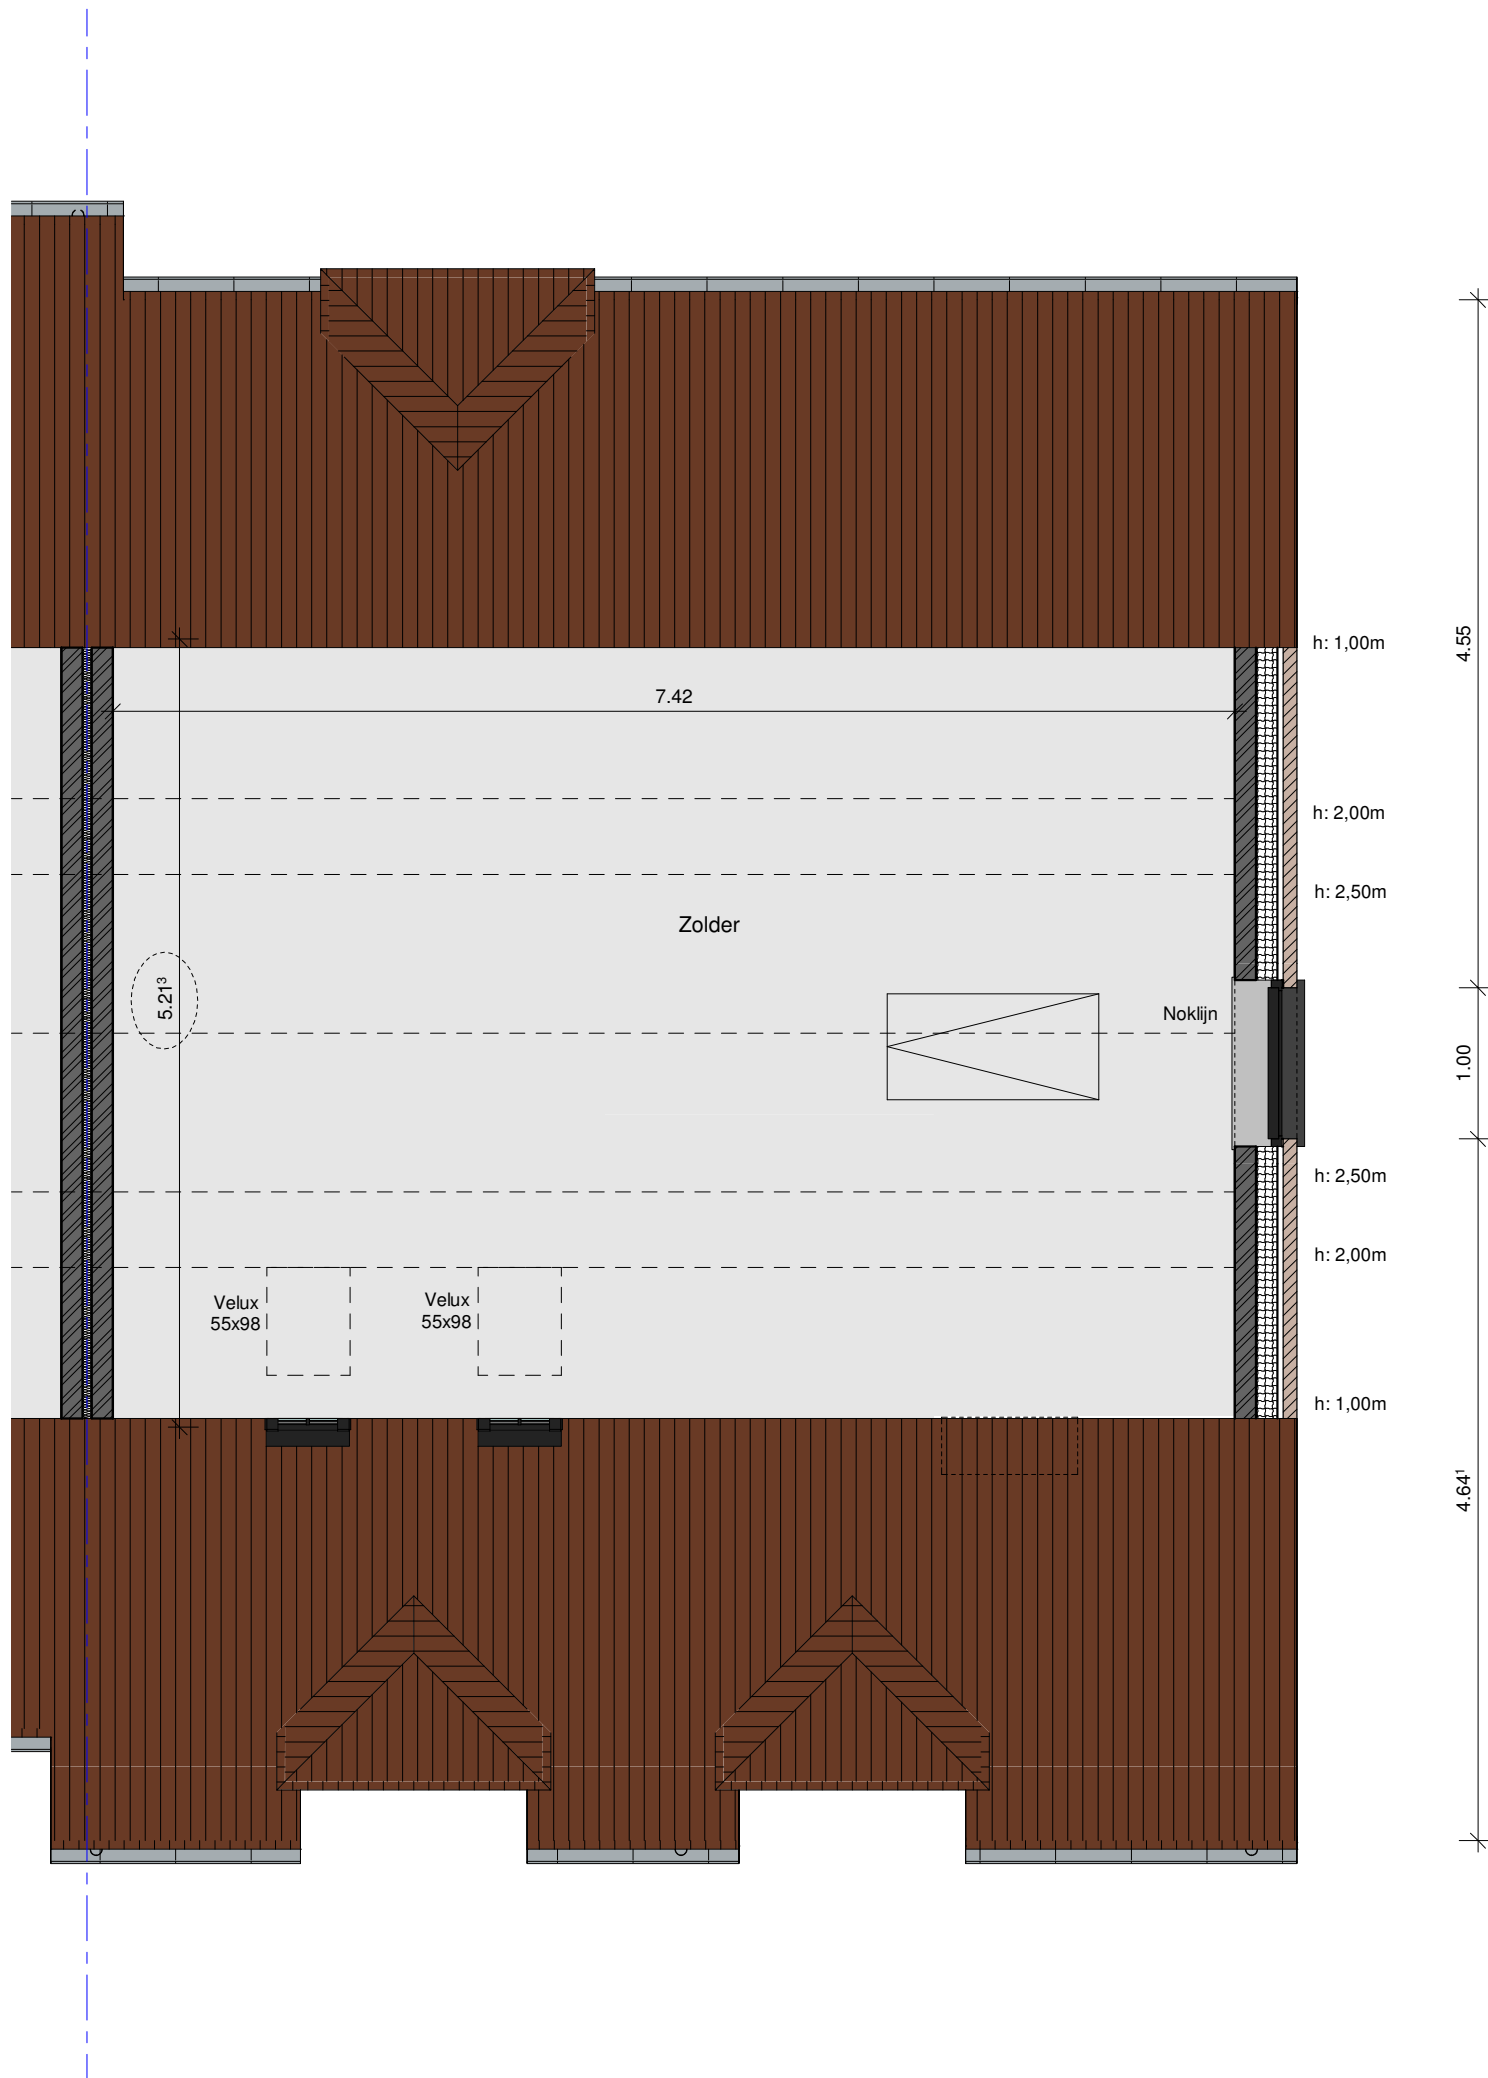 h: 1,00m
4.55
7.42
h: 2,00m
h: 2,50m
Zolder
5.21³
Noklijn
1.00
h: 2,50m
h: 2,00m
Velux
55x98
Velux
55x98
h: 1,00m
4.64¹